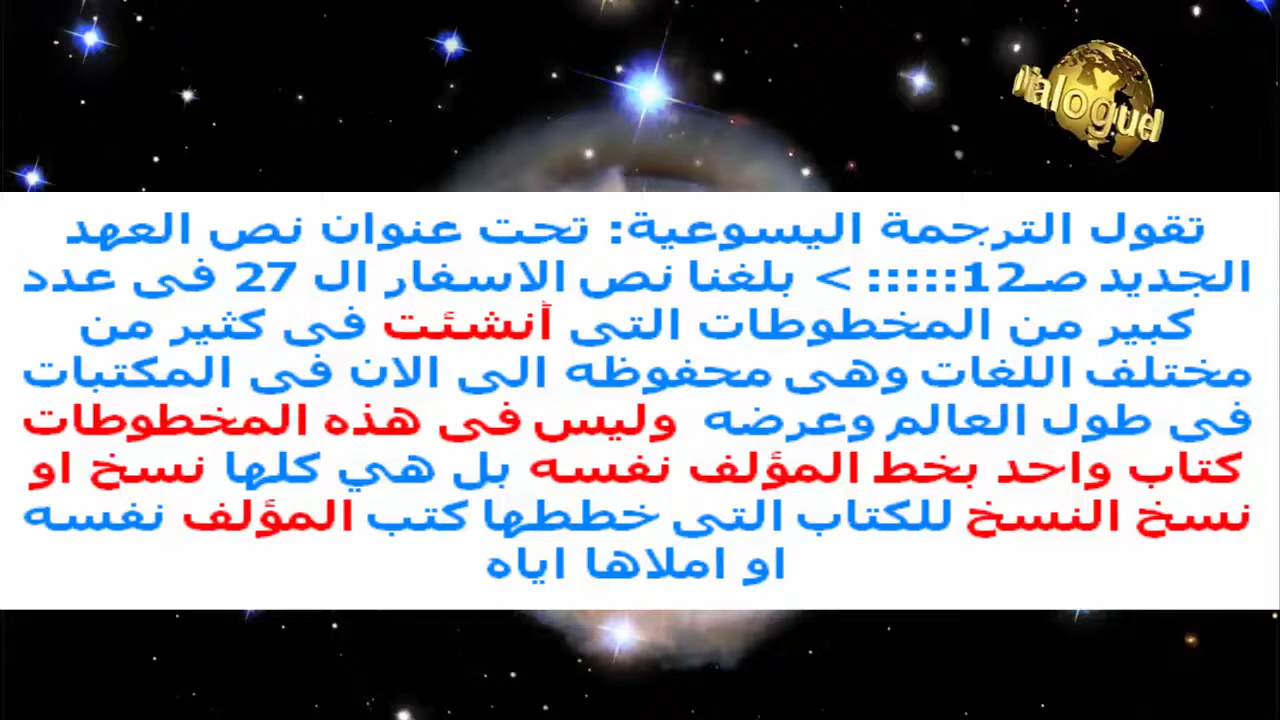 Dialogue1
تقول الترجمة اليسوعية: تحت عنوان نص العهد
الجديد صـ12::::: > بلغنا نص الاسفار ال 27 فى عدد
كبير من المخطوطات التى أنشئت فى كثير من
مختلف اللغات وهى محفوظه الى الان فى المكتبات
فى طول العالم وعرضه وليس فى هذه المخطوطات
كتاب واحد بخط المؤلف نفسه بل هي كلها نسخ او
نسخ النسخ للكتاب التى خططها كتب المؤلف نفسه
او املاها اياه